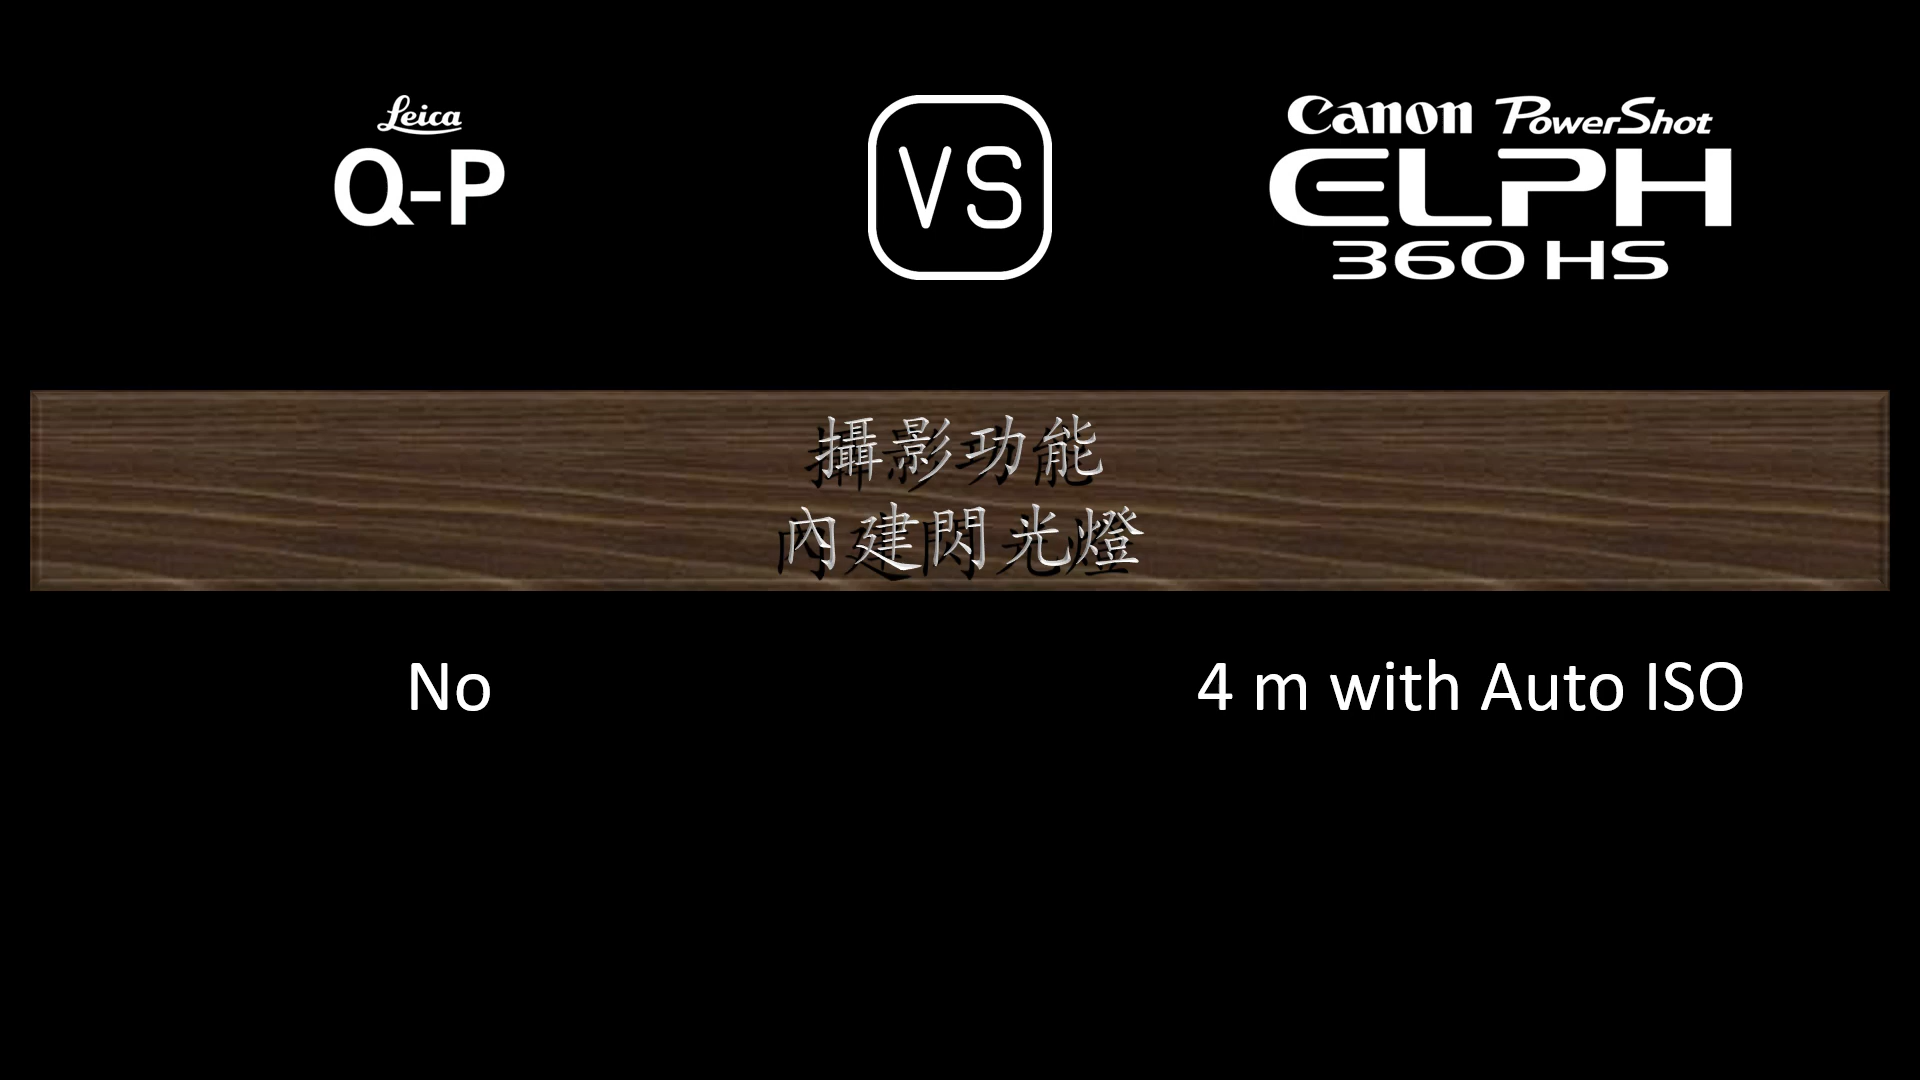 Leica
Q-P
VS
Canon PowerShot
ELPH
360 HS
攝影功能
內建閃光燈
No
4 m with Auto ISO